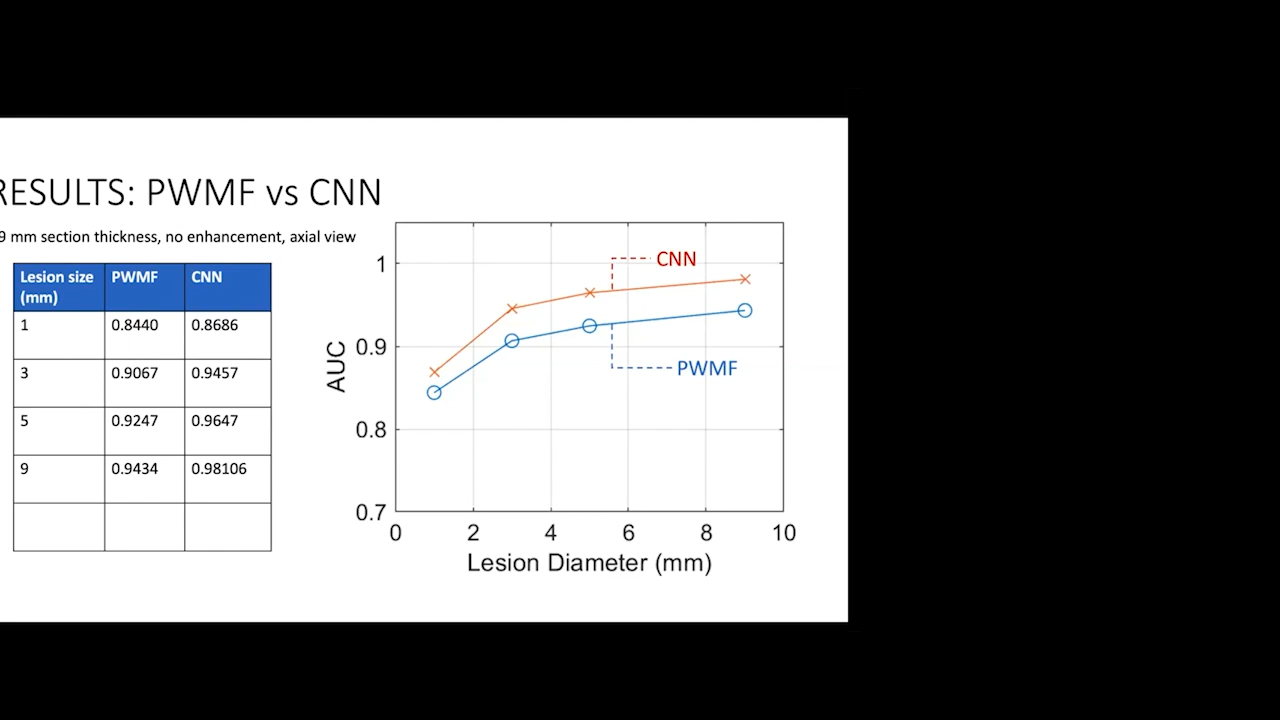 RESULTS: PWMF vs CNN
9 mm section thickness, no enhancement, axial view
Lesion size (mm) PWMF CNN
1 0.8440 0.8686
3 0.9067 0.9457
5 0.9247 0.9647
9 0.9434 0.98106
1
0.9
0.8
0.7
AUC
CNN
PWMF
0 2 4 6 8 10
Lesion Diameter (mm)